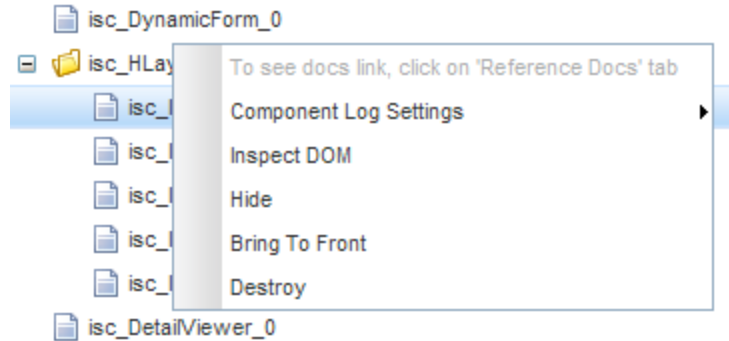 isc_DynamicForm_0
isc_HLay
To see docs link, click on 'Reference Docs' tab
isc_
Component Log Settings
isc_
Inspect DOM
isc_
Hide
isc_
Bring To Front
isc_
Destroy
isc_DetailViewer_0